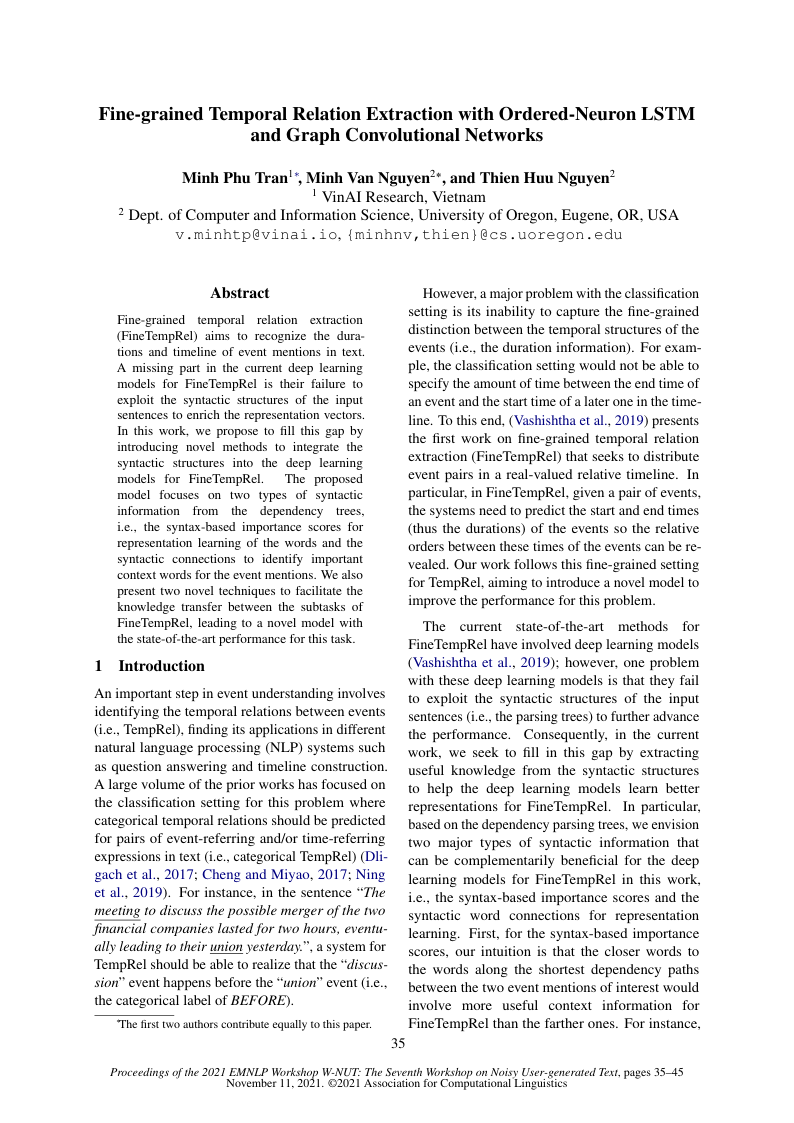 Fine-grained Temporal Relation Extraction with Ordered-Neuron LSTM
and Graph Convolutional Networks
Minh Phu Tran1*, Minh Van Nguyen2*, and Thien Huu Nguyen2
1 VinAI Research, Vietnam
2 Dept. of Computer and Information Science, University of Oregon, Eugene, OR, USA
v.minhtp@vinai.io, {minhnv,thien}@cs.uoregon.edu
Abstract
Fine-grained temporal relation extraction
(FineTempRel) aims to recognize the dura-
tions and timeline of event mentions in text.
A missing part in the current deep learning
models for FineTempRel is their failure to
exploit the syntactic structures of the input
sentences to enrich the representation vectors.
In this work, we propose to fill this gap by
introducing novel methods to integrate the
syntactic structures into the deep learning
models for FineTempRel. The proposed
model focuses on two types of syntactic
information from the dependency trees,
i.e., the syntax-based importance scores for
representation learning of the words and the
syntactic connections to identify important
context words for the event mentions. We also
present two novel techniques to facilitate the
knowledge transfer between the subtasks of
FineTempRel, leading to a novel model with
the state-of-the-art performance for this task.
1 Introduction
An important step in event understanding involves
identifying the temporal relations between events
(i.e., TempRel), finding its applications in different
natural language processing (NLP) systems such
as question answering and timeline construction.
A large volume of the prior works has focused on
the classification setting for this problem where
categorical temporal relations should be predicted
for pairs of event-referring and/or time-referring
expressions in text (i.e., categorical TempRel) (Dli-
gach et al., 2017; Cheng and Miyao, 2017; Ning
et al., 2019). For instance, in the sentence “The
meeting to discuss the possible merger of the two
financial companies lasted for two hours, eventu-
ally leading to their union yesterday.”, a system for
TempRel should be able to realize that the “discus-
sion” event happens before the “union” event (i.e.,
the categorical label of BEFORE).
*The first two authors contribute equally to this paper.
However, a major problem with the classification
setting is its inability to capture the fine-grained
distinction between the temporal structures of the
events (i.e., the duration information). For exam-
ple, the classification setting would not be able to
specify the amount of time between the end time of
an event and the start time of a later one in the time-
line. To this end, (Vashishtha et al., 2019) presents
the first work on fine-grained temporal relation
extraction (FineTempRel) that seeks to distribute
event pairs in a real-valued relative timeline. In
particular, in FineTempRel, given a pair of events,
the systems need to predict the start and end times
(thus the durations) of the events so the relative
orders between these times of the events can be re-
vealed. Our work follows this fine-grained setting
for TempRel, aiming to introduce a novel model to
improve the performance for this problem.
The current state-of-the-art methods for
FineTempRel have involved deep learning models
(Vashishtha et al., 2019); however, one problem
with these deep learning models is that they fail
to exploit the syntactic structures of the input
sentences (i.e., the parsing trees) to further advance
the performance. Consequently, in the current
work, we seek to fill in this gap by extracting
useful knowledge from the syntactic structures
to help the deep learning models learn better
representations for FineTempRel. In particular,
based on the dependency parsing trees, we envision
two major types of syntactic information that
can be complementarily beneficial for the deep
learning models for FineTempRel in this work,
i.e., the syntax-based importance scores and the
syntactic word connections for representation
learning. First, for the syntax-based importance
scores, our intuition is that the closer words to
the words along the shortest dependency paths
between the two event mentions of interest would
involve more useful context information for
FineTempRel than the farther ones. For instance,
35
Proceedings of the 2021 EMNLP Workshop W-NUT: The Seventh Workshop on Noisy User-generated Text, pages 35–45
November 11, 2021. ©2021 Association for Computational Linguistics